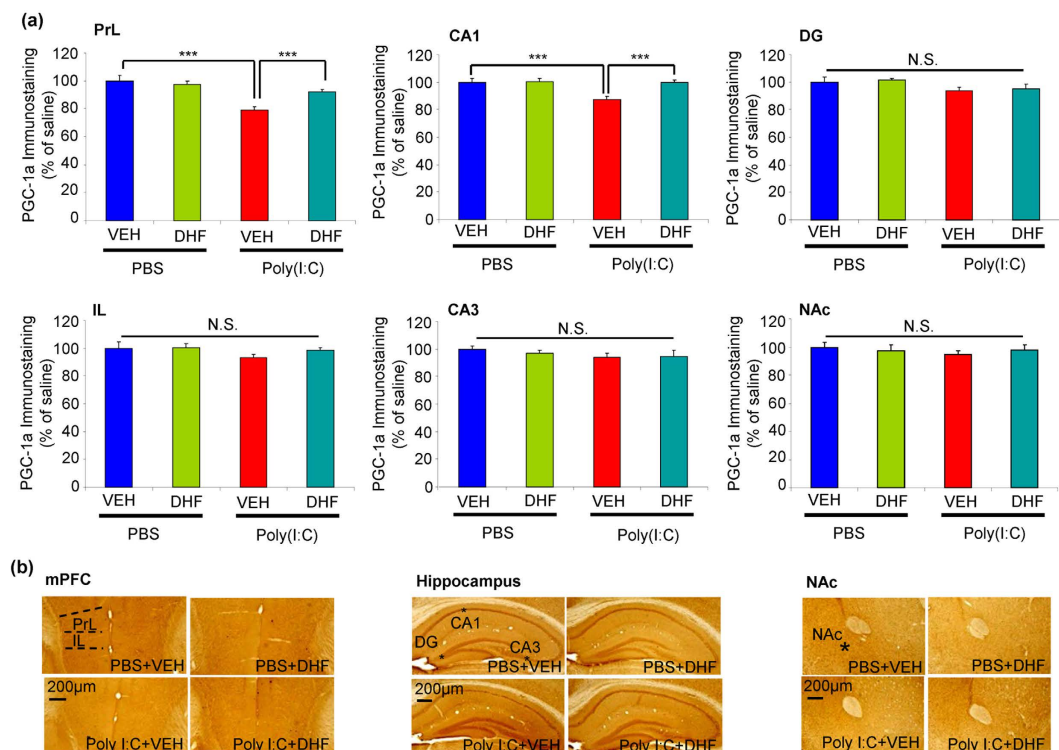 (a)
PrL
PGC-1a Immunostaining
(% of saline)
120
100
80
60
40
20
0
***
***
VEH
DHF
VEH
DHF
PBS
Poly(I:C)
CA1
PGC-1a Immunostaining
(% of saline)
120
100
80
60
40
20
0
***
***
VEH
DHF
VEH
DHF
PBS
Poly(I:C)
DG
PGC-1a Immunostaining
(% of saline)
120
100
80
60
40
20
0
N.S.
VEH
DHF
VEH
DHF
PBS
Poly(I:C)
IL
PGC-1a Immunostaining
(% of saline)
120
100
80
60
40
20
0
N.S.
VEH
DHF
VEH
DHF
PBS
Poly(I:C)
CA3
PGC-1a Immunostaining
(% of saline)
120
100
80
60
40
20
0
N.S.
VEH
DHF
VEH
DHF
PBS
Poly(I:C)
NAc
PGC-1a Immunostaining
(% of saline)
120
100
80
60
40
20
0
N.S.
VEH
DHF
VEH
DHF
PBS
Poly(I:C)
(b)
mPFC
PrL
IL
PBS+VEH
PBS+DHF
200µm
Poly I:C+VEH
Poly I:C+DHF
Hippocampus
*
CA1
DG
*
CA3
*
PBS+VEH
PBS+DHF
200µm
Poly I:C+VEH
Poly I:C+DHF
NAc
NAc
*
PBS+VEH
PBS+DHF
200µm
Poly I:C+VEH
Poly I:C+DHF